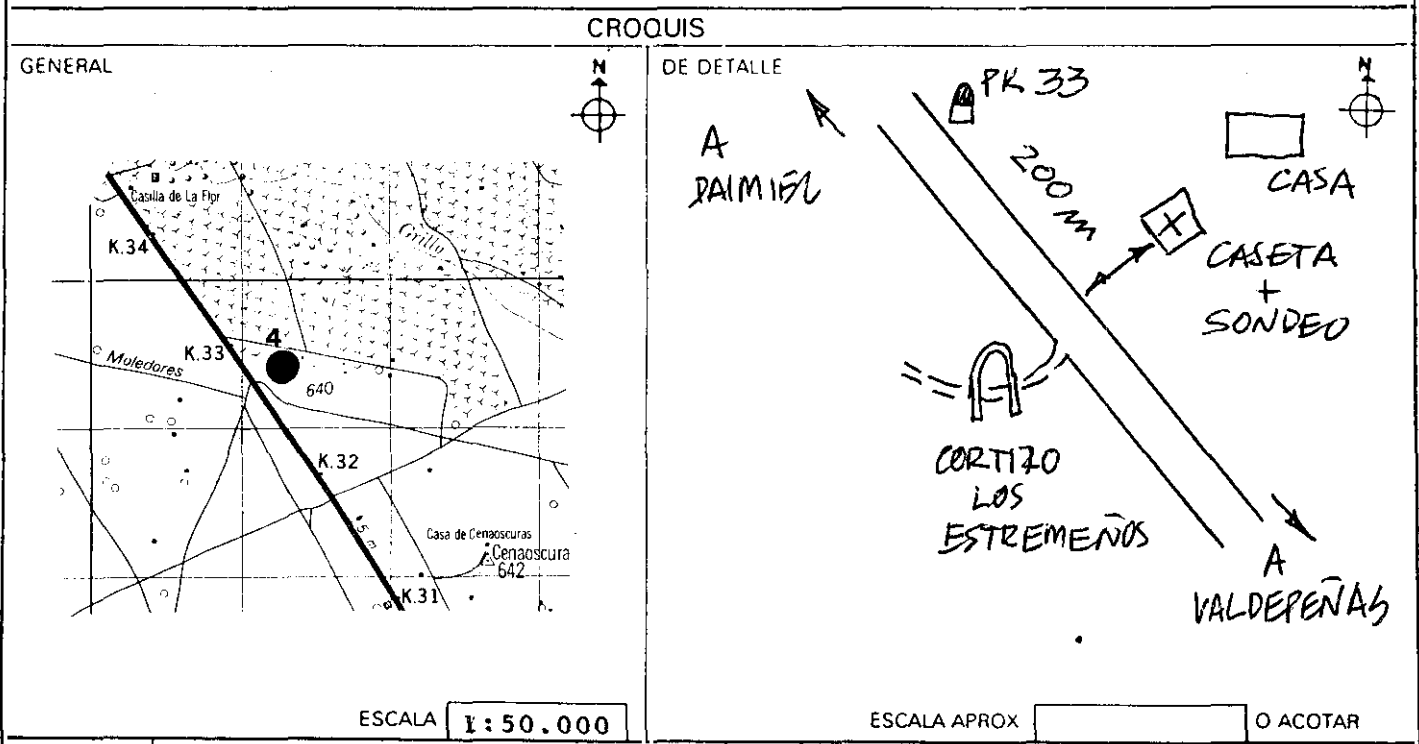 CROQUIS
GENERAL
N
Casilla de La Flor
K.34
Grillo
K.33
4
Moledores
640
K.32
5 m
Casa de Cenaoscuras
Cenaoscura
642
K.31
ESCALA 1:50.000
DE DETALLE
N
PK 33
A
DAIMIEL
200 m
CASA
CASETA
+
SONDEO
CORTIZO
LOS
ESTREMEÑOS
A
VALDEPEÑAS
ESCALA APROX O ACOTAR